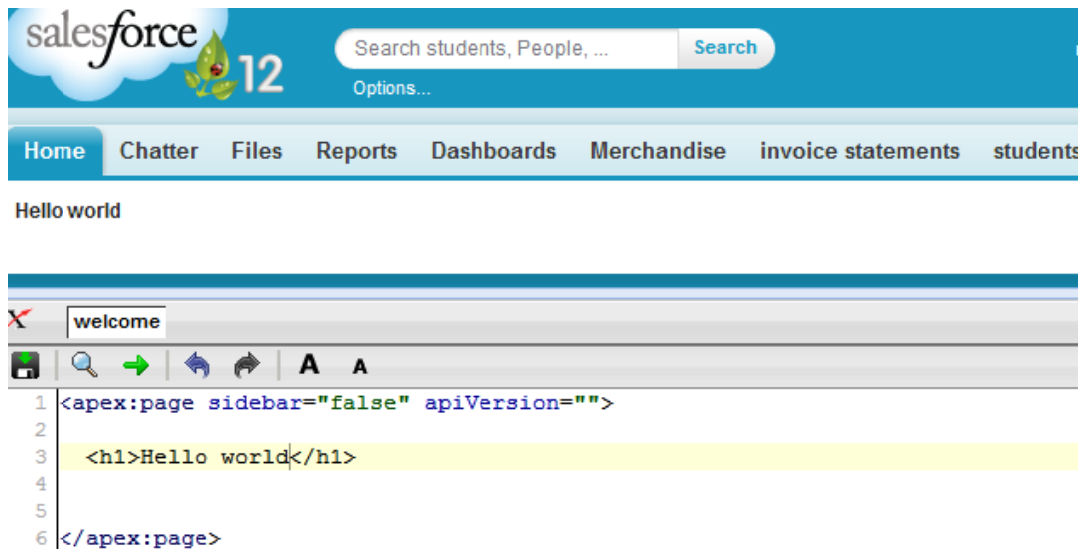 salesforce 12
Search students, People, ... Search
Options...
Home Chatter Files Reports Dashboards Merchandise invoice statements students
Hello world
welcome
A A
1 <apex:page sidebar="false" apiVersion="">
2
3 <h1>Hello world</h1>
4
5
6 </apex:page>